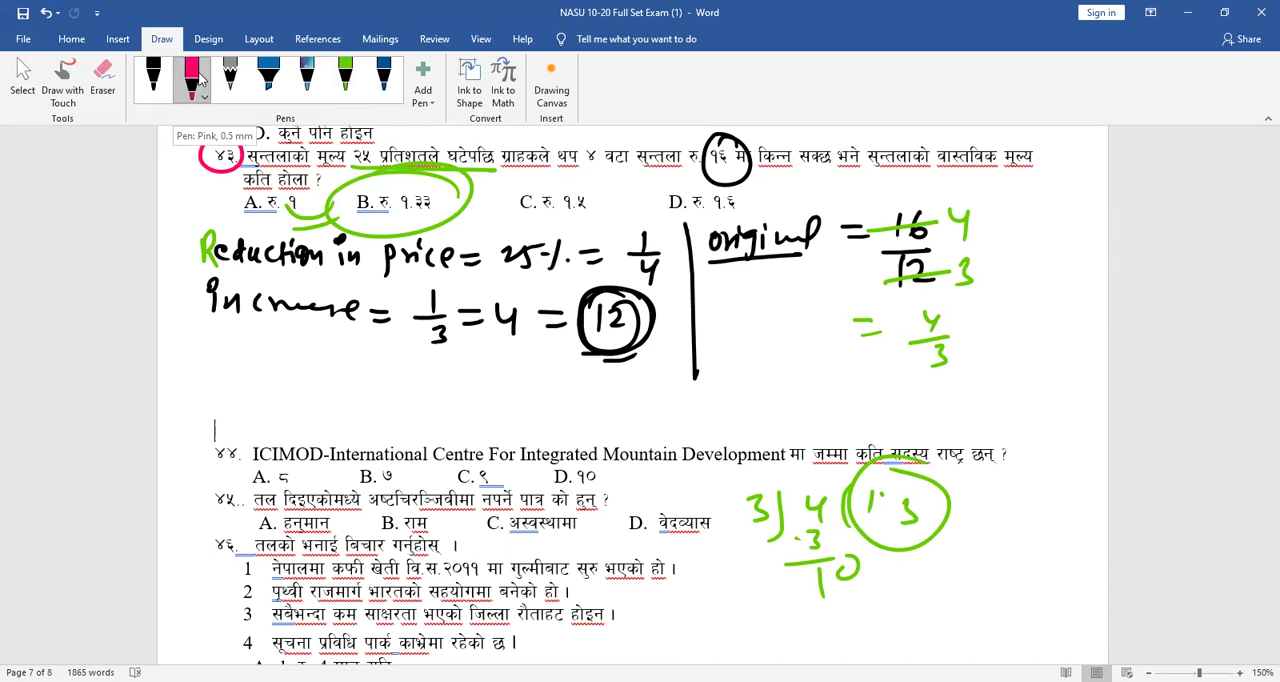 NASU 10-20 Full Set Exam (1) - Word
Sign in
File Home Insert Draw Design Layout References Mailings Review View Help Tell me what you want to do Share
Select Draw with Touch Eraser Add Pen Ink to Shape Ink to Math Drawing Canvas
Tools Pens Convert Insert
Pen: Pink, 0.5 mm
D. कुनै पनि होइन
४३. सुन्तलाको मूल्य २५ प्रतिशतले घटेपछि ग्राहकले थप ४ वटा सुन्तला रु. १६ मा किन्न सक्छ भने सुन्तलाको वास्तविक मूल्य
कति होला ?
A. रु. १ B. रु. १.३३ C. रु. १.५ D. रु. १.६
Reduction in price = 25% = 1/4
Increase = 1/3 = 4 = 12
original = 16/12 4 3
= 4/3
४४. ICIMOD-International Centre For Integrated Mountain Development मा जम्मा कति सदस्य राष्ट्र छन् ?
A. ८ B. ७ C. ९ D. १०
४५.. तल दिइएकोमध्ये अष्टचिरञ्जिवीमा नपर्ने पात्र को हुन् ?
A. हनुमान B. राम C. अस्वस्थामा D. वेदव्यास
3) 4 ( 1.3
3
10
४६. तलको भनाई बिचार गर्नुहोस् ।
1 नेपालमा कफी खेती वि.स.२०११ मा गुल्मीबाट सुरु भएको हो ।
2 पृथ्वी राजमार्ग भारतको सहयोगमा बनेको हो ।
3 सबैभन्दा कम साक्षरता भएको जिल्ला रौताहट होइन ।
4 सूचना प्रविधि पार्क काभ्रेमा रहेको छ ।
Page 7 of 8 1865 words 150%